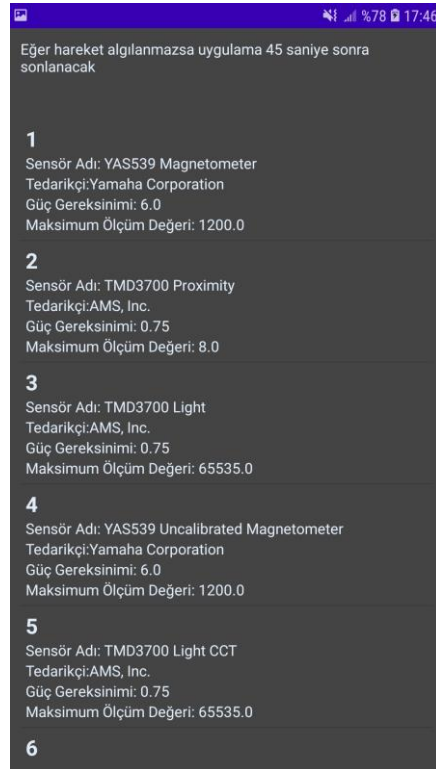 %78 17:46
Eğer hareket algılanmazsa uygulama 45 saniye sonra
sonlanacak
1
Sensör Adı: YAS539 Magnetometer
Tedarikçi:Yamaha Corporation
Güç Gereksinimi: 6.0
Maksimum Ölçüm Değeri: 1200.0
2
Sensör Adı: TMD3700 Proximity
Tedarikçi:AMS, Inc.
Güç Gereksinimi: 0.75
Maksimum Ölçüm Değeri: 8.0
3
Sensör Adı: TMD3700 Light
Tedarikçi:AMS, Inc.
Güç Gereksinimi: 0.75
Maksimum Ölçüm Değeri: 65535.0
4
Sensör Adı: YAS539 Uncalibrated Magnetometer
Tedarikçi:Yamaha Corporation
Güç Gereksinimi: 6.0
Maksimum Ölçüm Değeri: 1200.0
5
Sensör Adı: TMD3700 Light CCT
Tedarikçi:AMS, Inc.
Güç Gereksinimi: 0.75
Maksimum Ölçüm Değeri: 65535.0
6